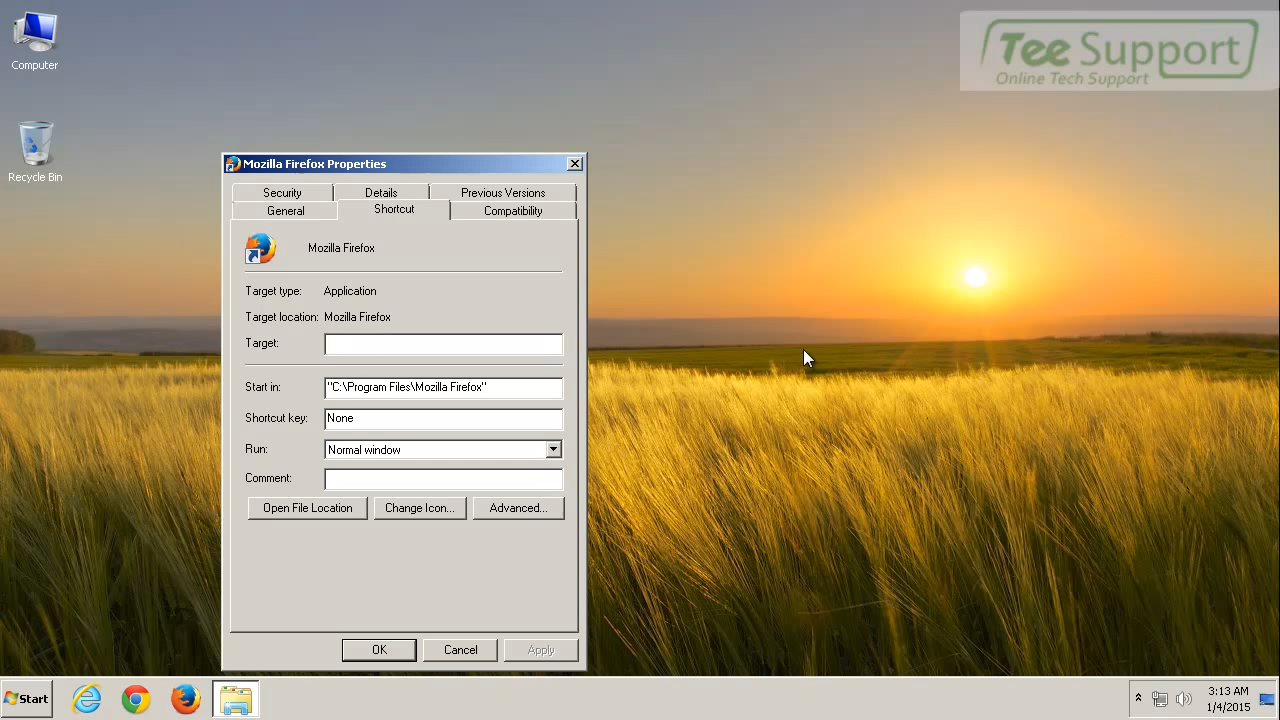 Computer
Recycle Bin
Tee Support
Online Tech Support
Mozilla Firefox Properties
Security Details Previous Versions
General Shortcut Compatibility
Mozilla Firefox
Target type: Application
Target location: Mozilla Firefox
Target:
Start in: "C:\Program Files\Mozilla Firefox"
Shortcut key: None
Run: Normal window
Comment:
Open File Location Change Icon... Advanced...
OK Cancel Apply
Start
3:13 AM
1/4/2015